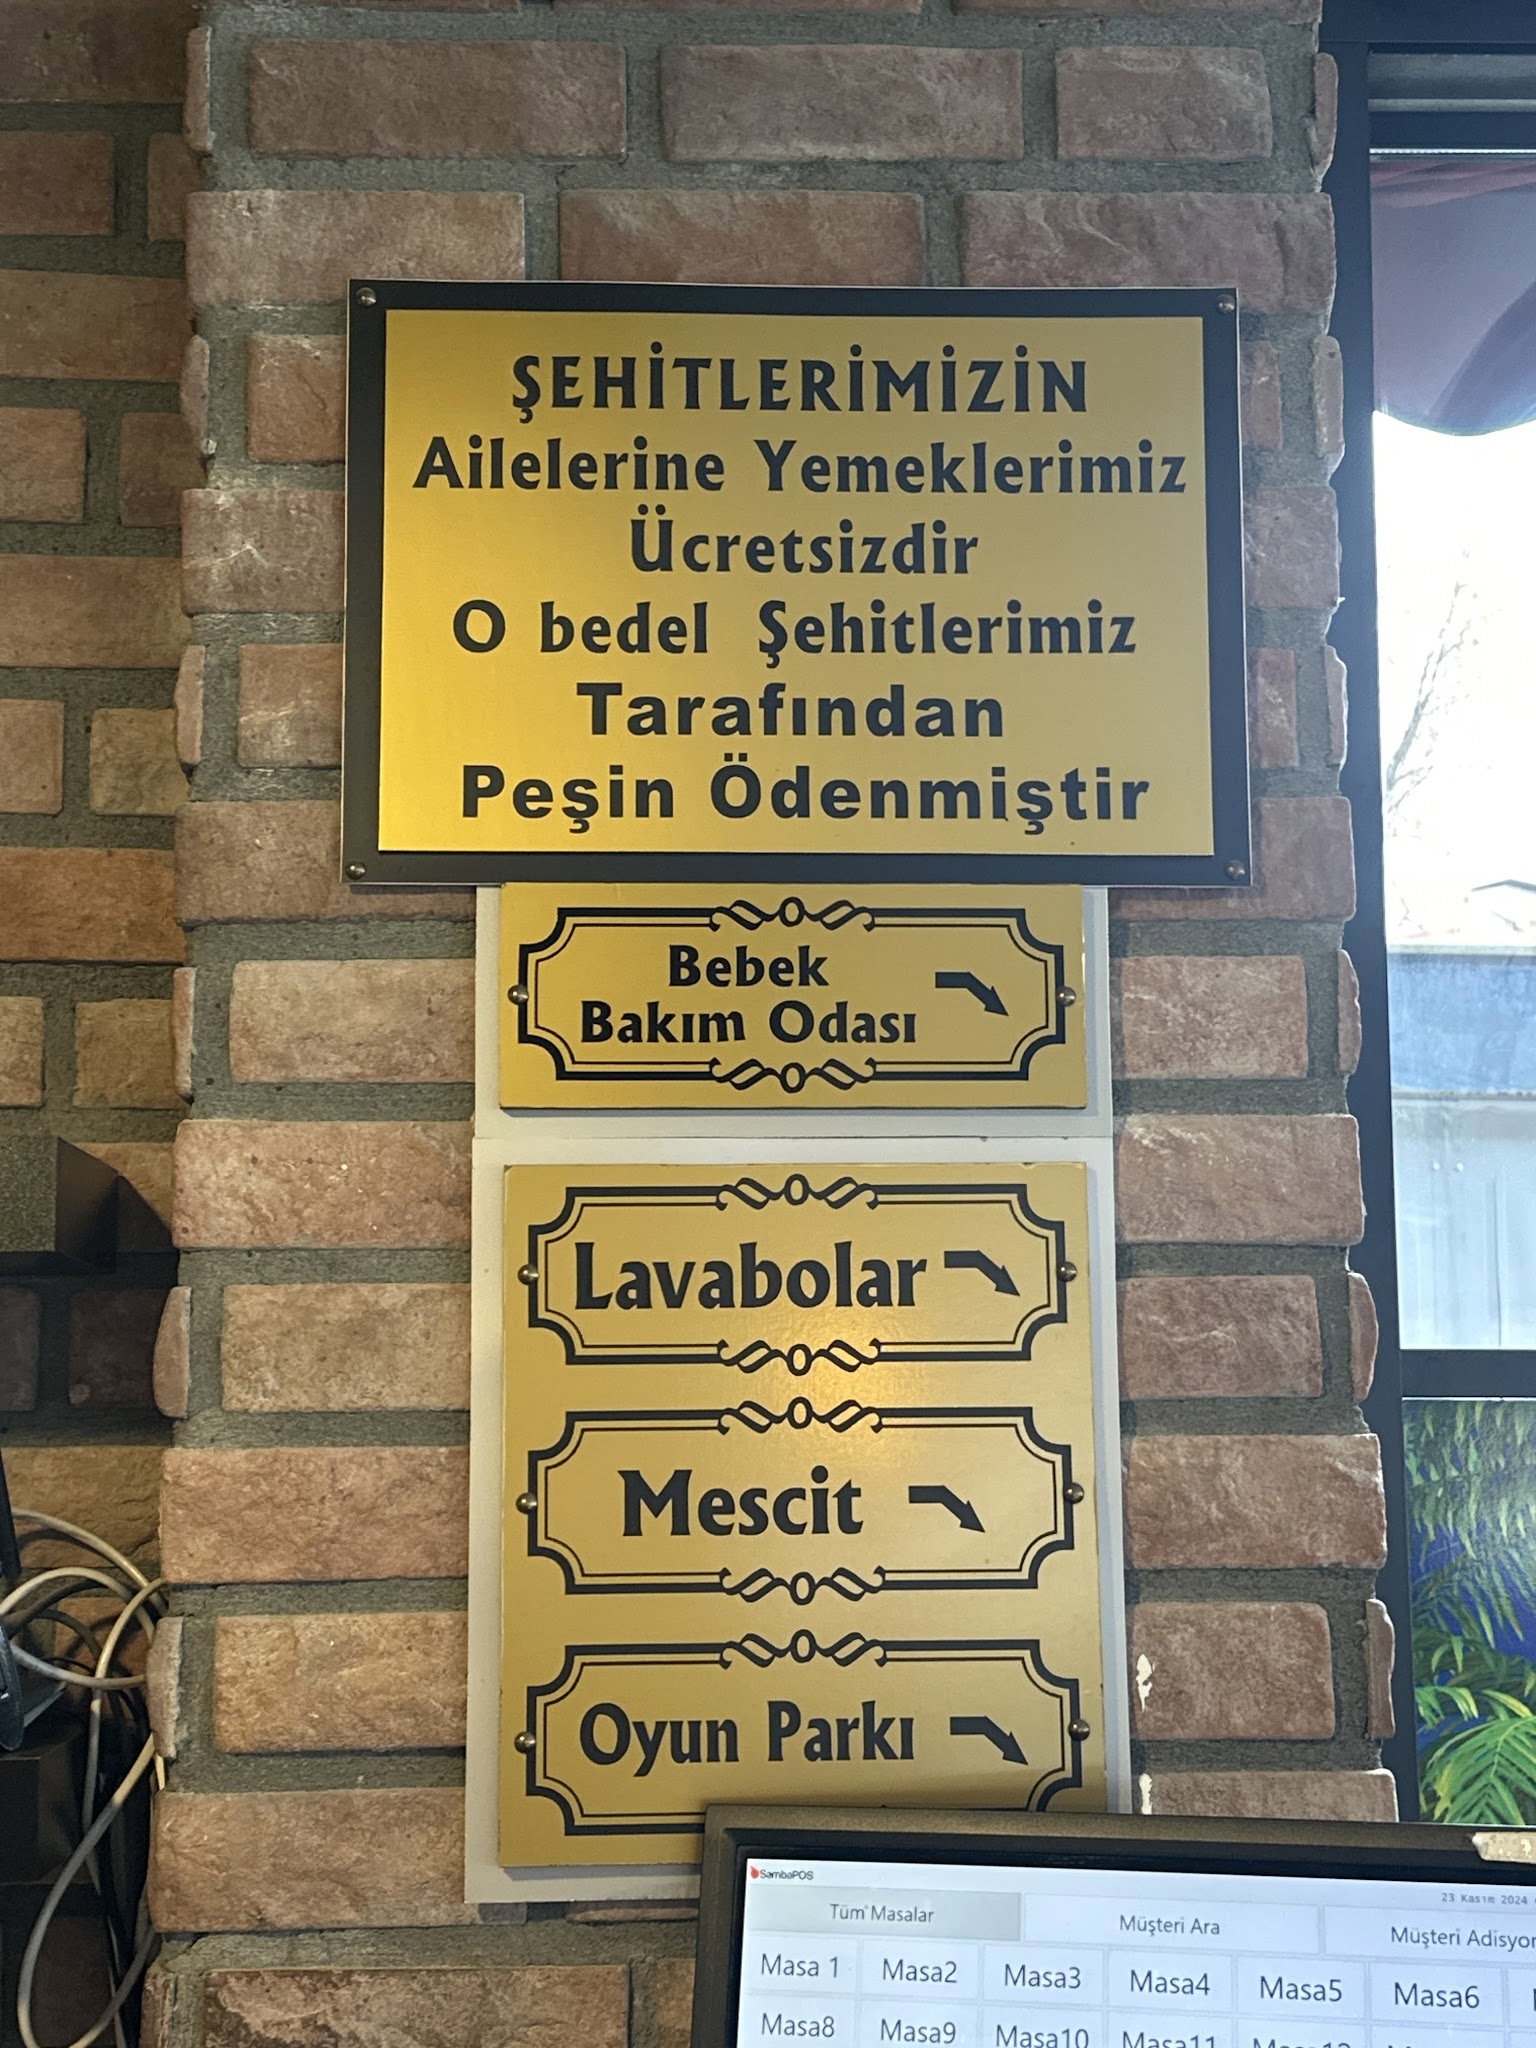 ŞEHİTLERİMİZİN
Ailelerine Yemeklerimiz
Ücretsizdir
O bedel Şehitlerimiz
Tarafından
Peşin Ödenmiştir
Bebek
Bakım Odası
Lavabolar
Mescit
Oyun Parkı
SambaPOS
23 Kasım 2024
Tüm Masalar Müşteri Ara Müşteri Adisyon
Masa 1 Masa2 Masa3 Masa4 Masa5 Masa6
Masa8 Masa9 Masa10 Masa11